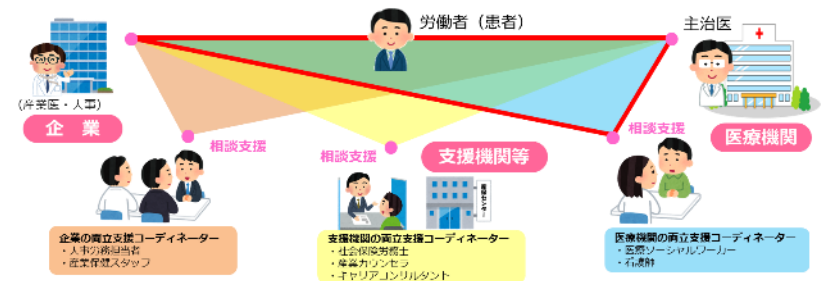 労働者（患者）
主治医
(産業医・人事)
企　業
相談支援
相談支援
支援機関等
相談支援
医療機関
産保センター
企業の両立支援コーディネーター
・人事労務担当者
・産業保健スタッフ
支援機関の両立支援コーディネーター
・社会保険労務士
・産業カウンセラ
・キャリアコンサルタント
医療機関の両立支援コーディネーター
・医療ソーシャルワーカー
・看護師